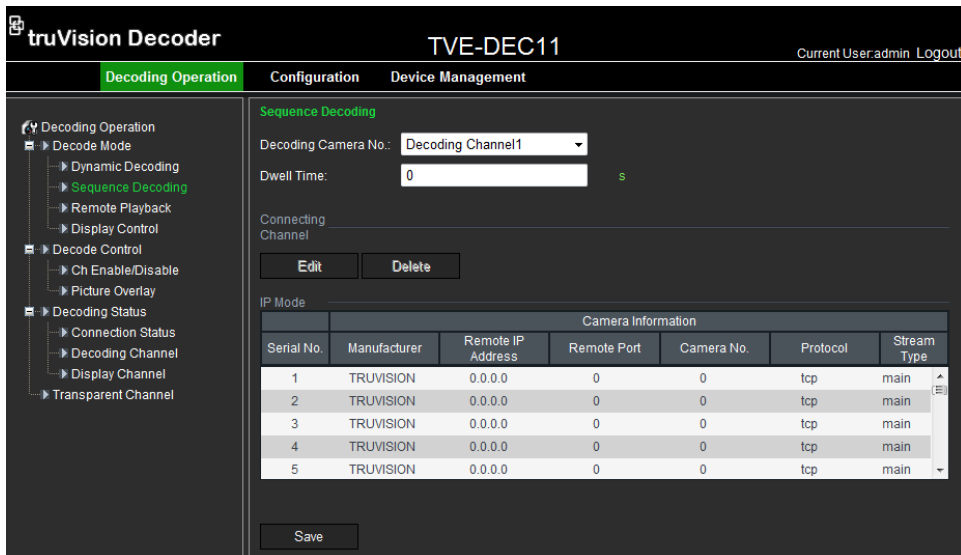 truVision Decoder
TVE-DEC11
Current User:admin Logout
Decoding Operation Configuration Device Management
Decoding Operation
Decode Mode
Dynamic Decoding
Sequence Decoding
Remote Playback
Display Control
Decode Control
Ch Enable/Disable
Picture Overlay
Decoding Status
Connection Status
Decoding Channel
Display Channel
Transparent Channel
Sequence Decoding
Decoding Camera No.: Decoding Channel1
Dwell Time: 0 s
Connecting
Channel
Edit Delete
IP Mode
Camera Information
Serial No. Manufacturer Remote IP Address Remote Port Camera No. Protocol Stream Type
1 TRUVISION 0.0.0.0 0 0 tcp main
2 TRUVISION 0.0.0.0 0 0 tcp main
3 TRUVISION 0.0.0.0 0 0 tcp main
4 TRUVISION 0.0.0.0 0 0 tcp main
5 TRUVISION 0.0.0.0 0 0 tcp main
Save